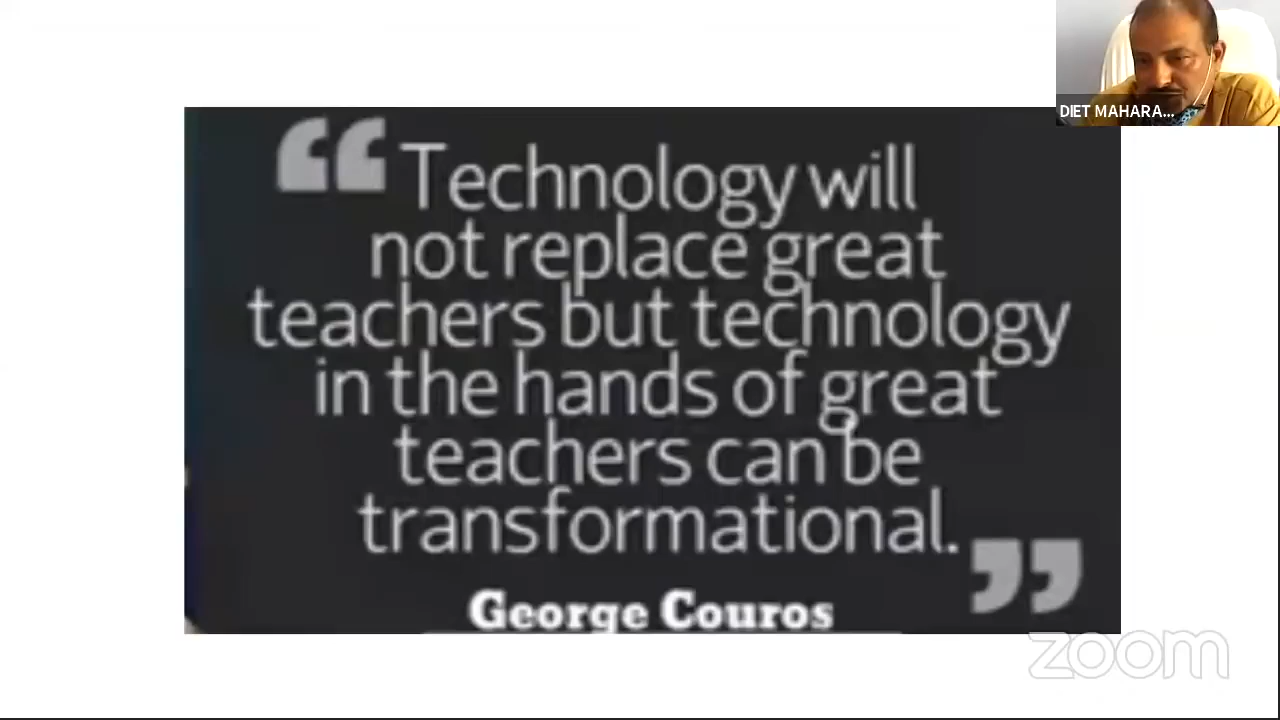 DIET MAHARA...
“Technology will
not replace great
teachers but technology
in the hands of great
teachers can be
transformational.”
George Couros
zoom